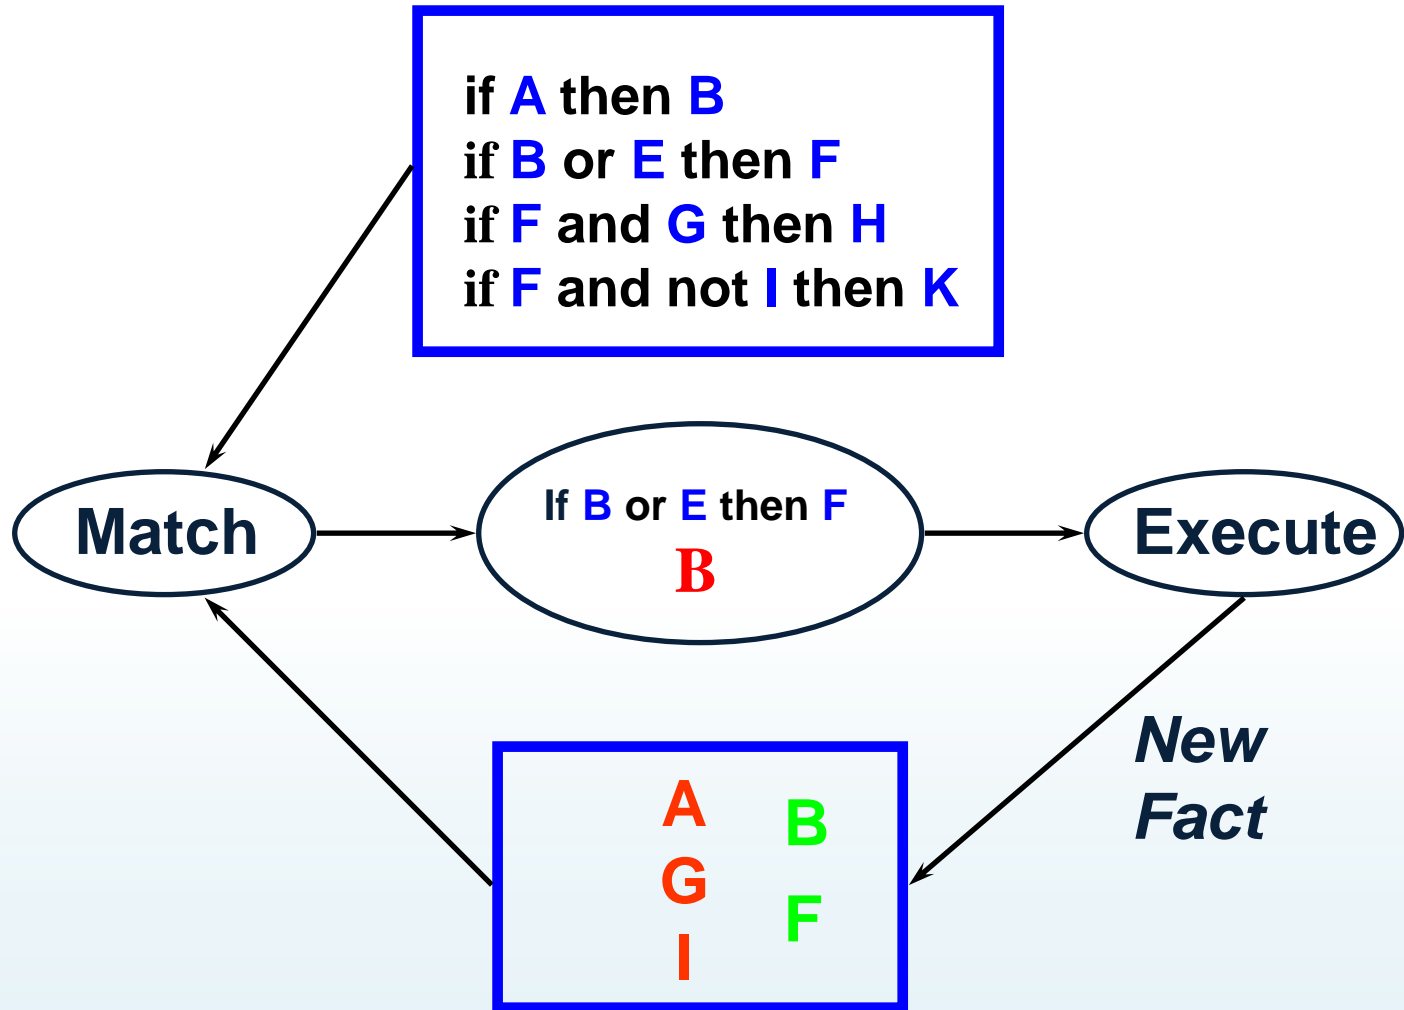 if A then B
if B or E then F
if F and G then H
if F and not I then K
Match
If B or E then F
B
Execute
New
Fact
A
B
G
F
I